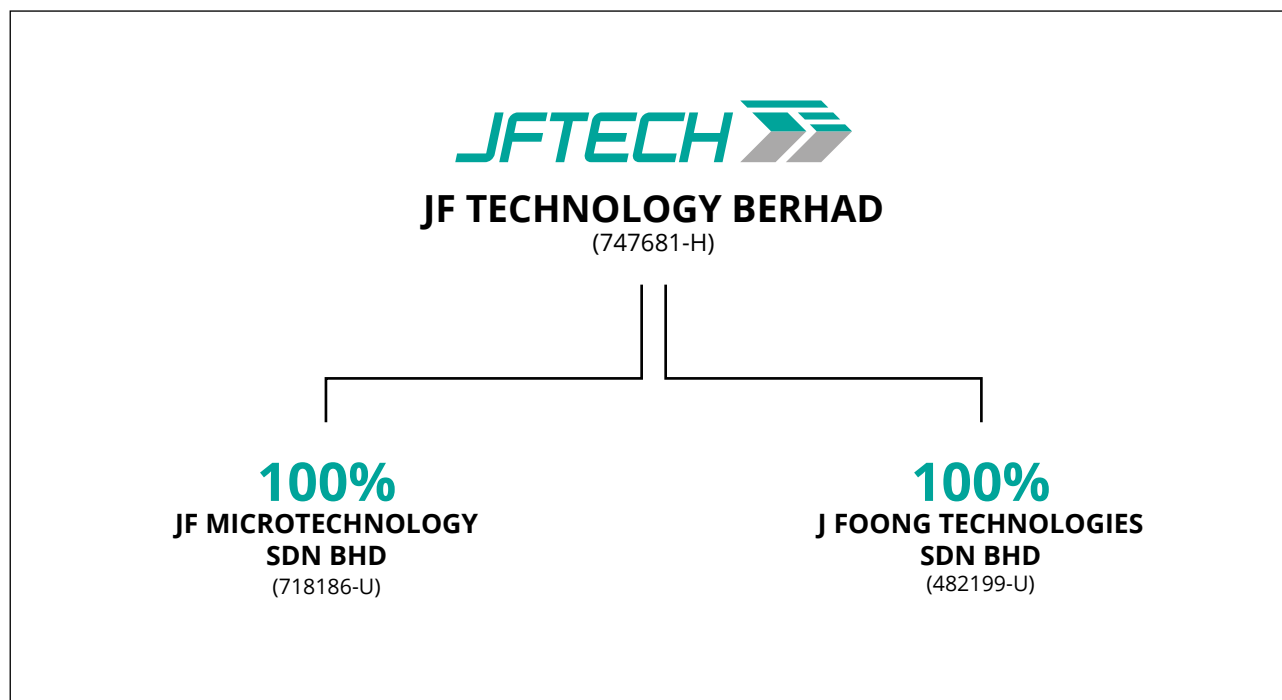 JFTECH
JF TECHNOLOGY BERHAD
(747681-H)
100%
JF MICROTECHNOLOGY
SDN BHD
(718186-U)
100%
J FOONG TECHNOLOGIES
SDN BHD
(482199-U)